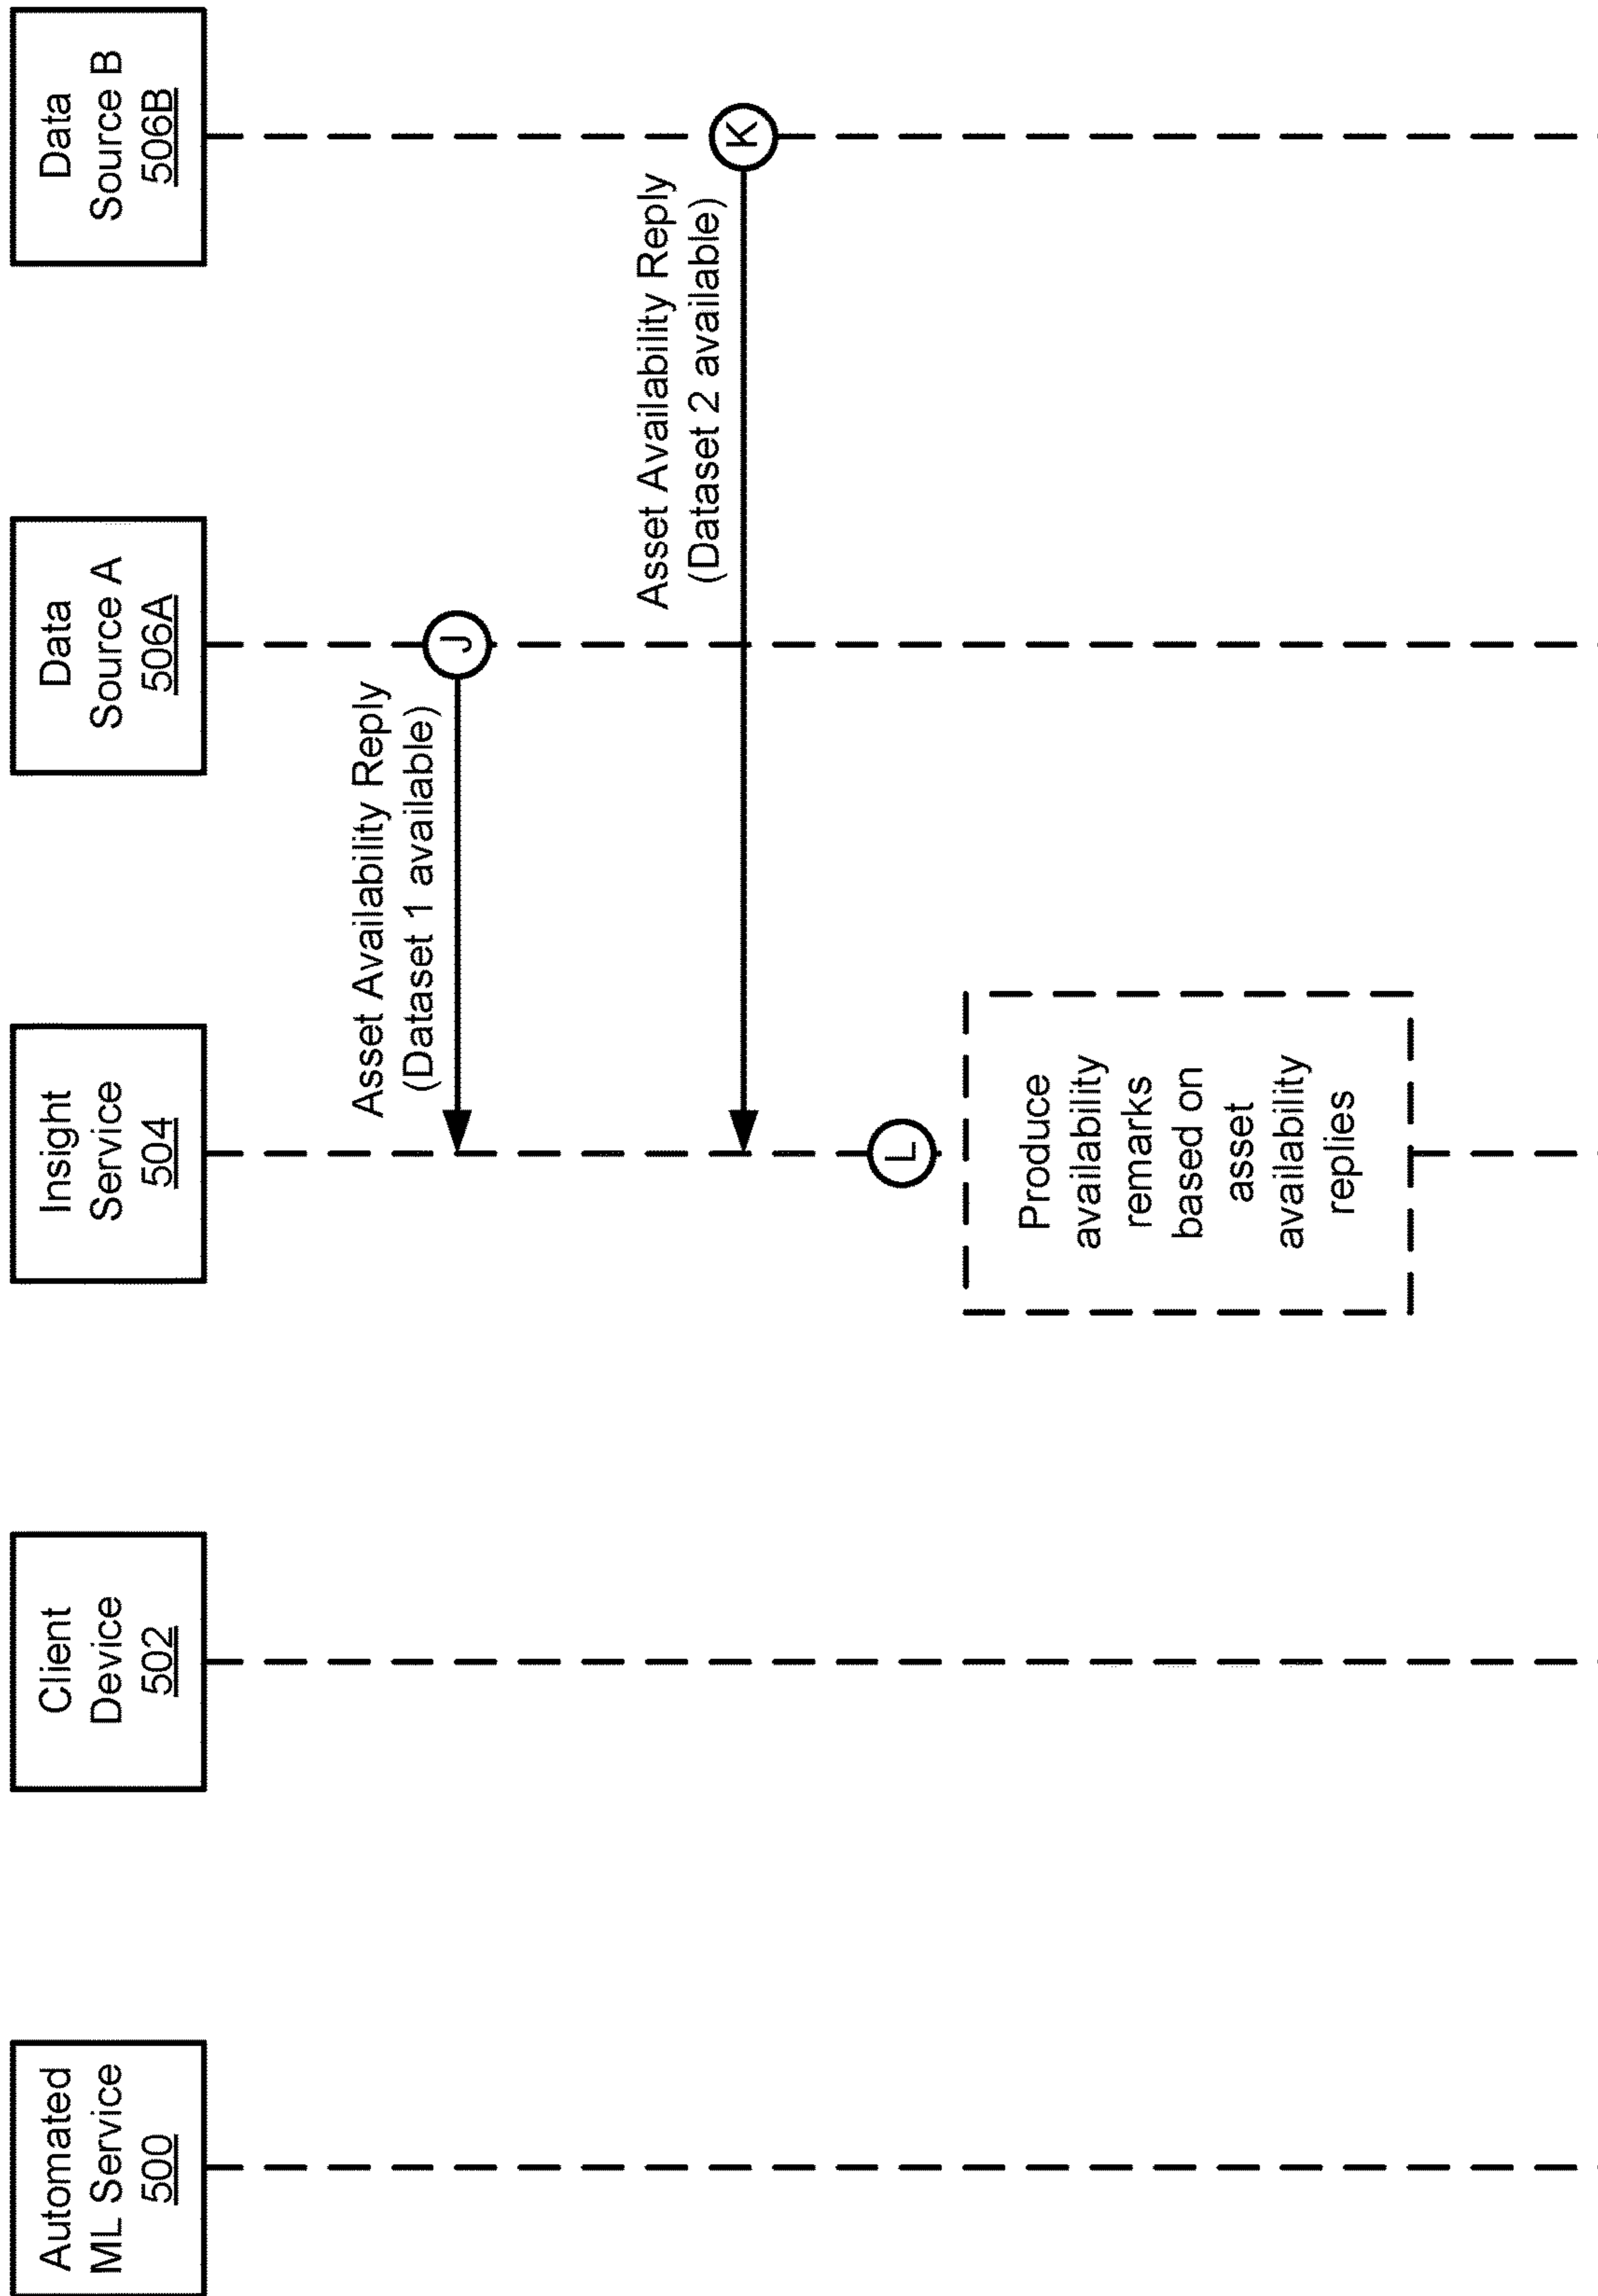 Automated
ML Service
500
Client
Device
502
Insight
Service
504
Data
Source A
506A
Data
Source B
506B
Asset Availability Reply
(Dataset 1 available)
J
Asset Availability Reply
(Dataset 2 available)
K
L
Produce
availability
remarks
based on
asset
availability
replies